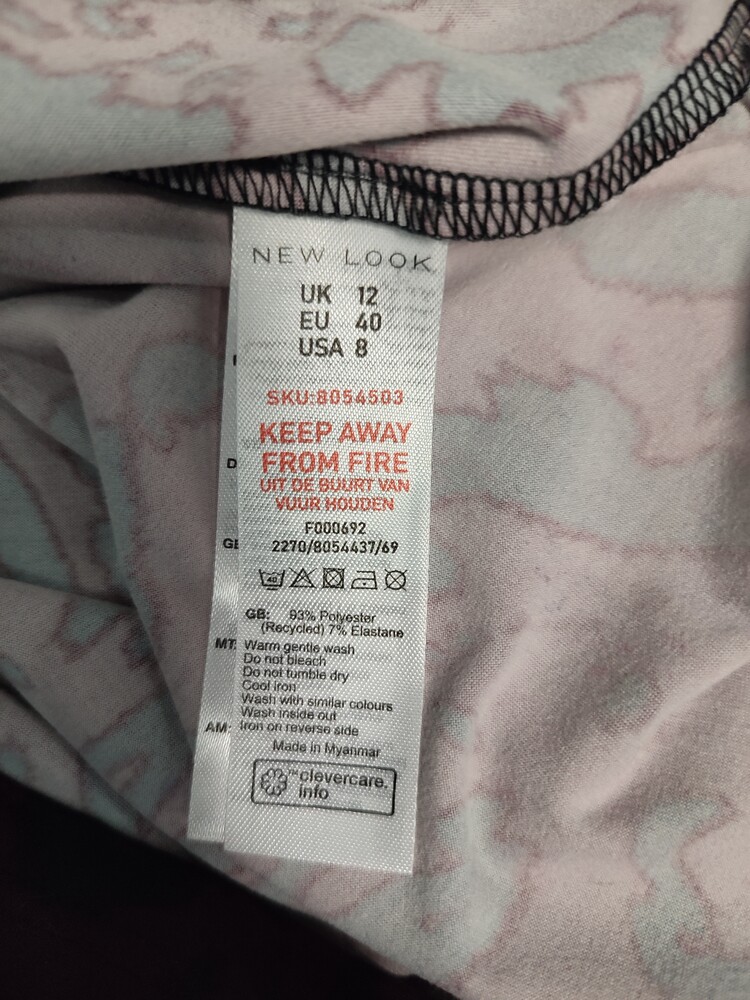 NEW LOOK
UK 12
EU 40
USA 8
SKU:8054503
KEEP AWAY
FROM FIRE
UIT DE BUURT VAN
VUUR HOUDEN
F000692
2270/8054437/69
40
GB: 93% Polyester
(Recycled) 7% Elastane
Warm gentle wash
Do not bleach
Do not tumble dry
Cool iron
Wash with similar colours
Wash inside out
Iron on reverse side
Made in Myanmar
™clevercare.
info
D
GE
MT:
AM: